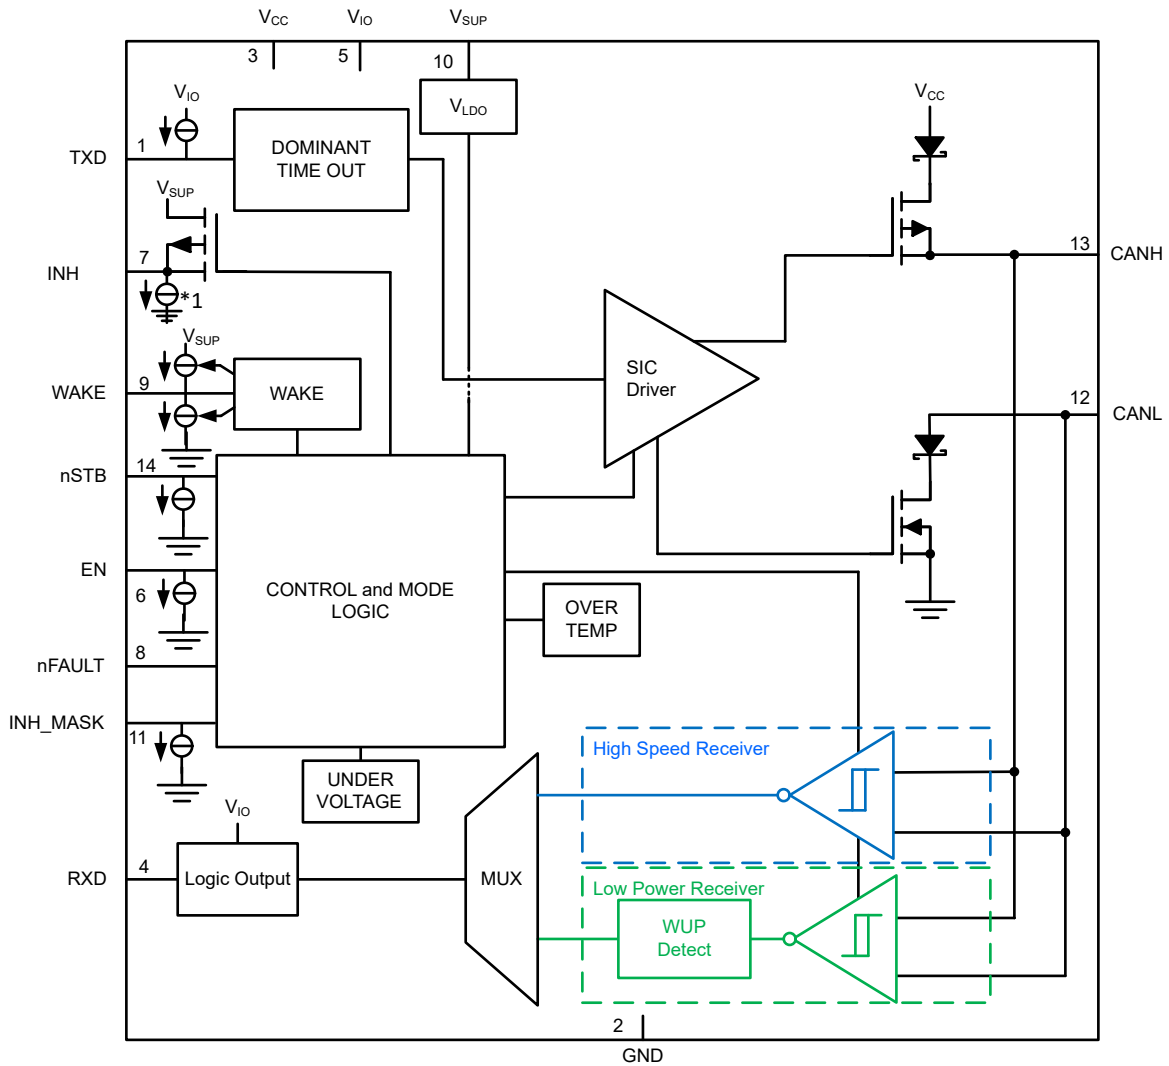 VCC
VIO
VSUP
3
5
10
VLDO
VIO
TXD
1
DOMINANT
TIME OUT
VCC
VSUP
INH
7
*1
13
CANH
VSUP
WAKE
9
WAKE
SIC
Driver
12
CANL
nSTB
14
EN
6
CONTROL and MODE
LOGIC
OVER
TEMP
nFAULT
8
INH_MASK
11
UNDER
VOLTAGE
High Speed Receiver
VIO
RXD
4
Logic Output
MUX
Low Power Receiver
WUP
Detect
2
GND